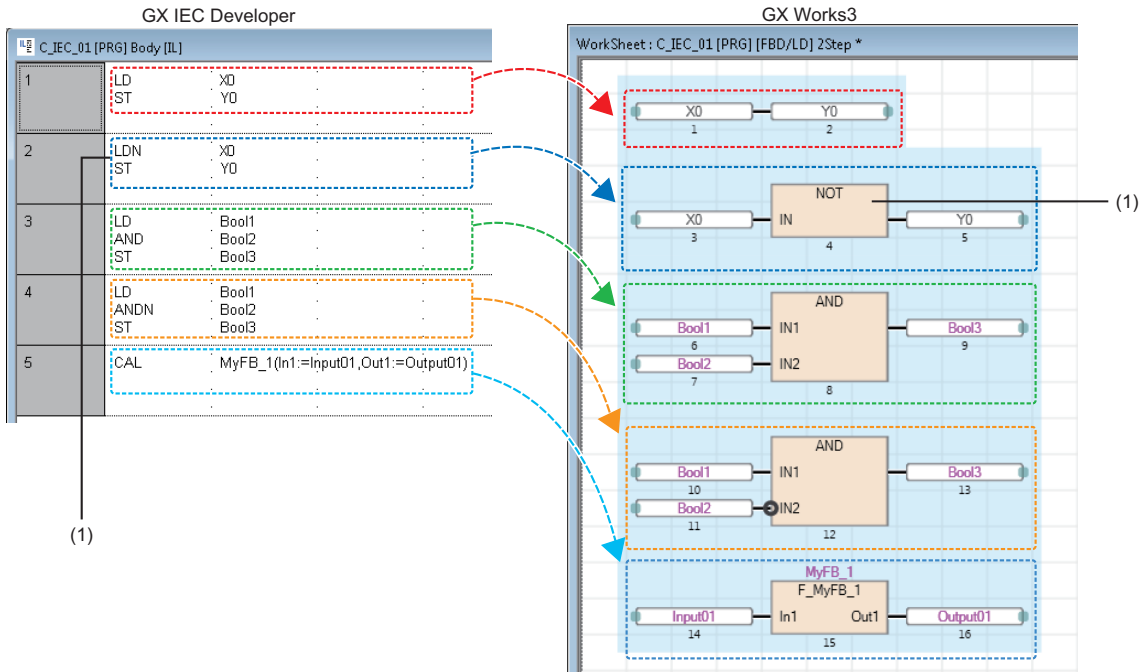 GX IEC Developer
C_IEC_01 [PRG] Body [IL]
1
LD X0
ST Y0
2
LDN X0
ST Y0
3
LD Bool1
AND Bool2
ST Bool3
4
LD Bool1
ANDN Bool2
ST Bool3
5
CAL MyFB_1(In1:=Input01,Out1:=Output01)
(1)
GX Works3
WorkSheet : C_IEC_01 [PRG] [FBD/LD] 2Step *
X0 Y0
1 2
NOT
X0 IN Y0
3 4 5
(1)
AND
Bool1 IN1 Bool3
6 9
Bool2 IN2
7 8
AND
Bool1 IN1 Bool3
10 13
Bool2 IN2
11 12
MyFB_1
F_MyFB_1
Input01 In1 Out1 Output01
14 15 16